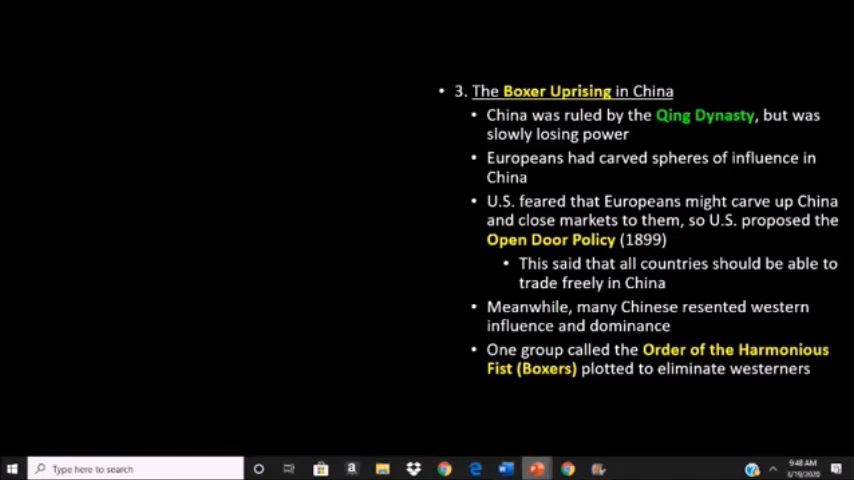 • 3. The Boxer Uprising in China
• China was ruled by the Qing Dynasty, but was
slowly losing power
• Europeans had carved spheres of influence in
China
• U.S. feared that Europeans might carve up China
and close markets to them, so U.S. proposed the
Open Door Policy (1899)
• This said that all countries should be able to
trade freely in China
• Meanwhile, many Chinese resented western
influence and dominance
• One group called the Order of the Harmonious
Fist (Boxers) plotted to eliminate westerners
Type here to search
9:48 AM
3/19/2020